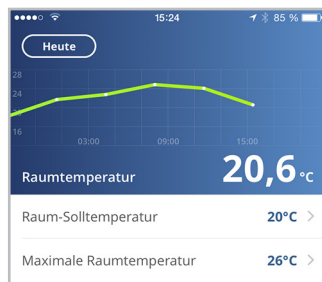 15:24
85 %
Heute
28
24
20
16
03:00
09:00
15:00
Raumtemperatur
20,6 °C
Raum-Solltemperatur
20°C
Maximale Raumtemperatur
26°C